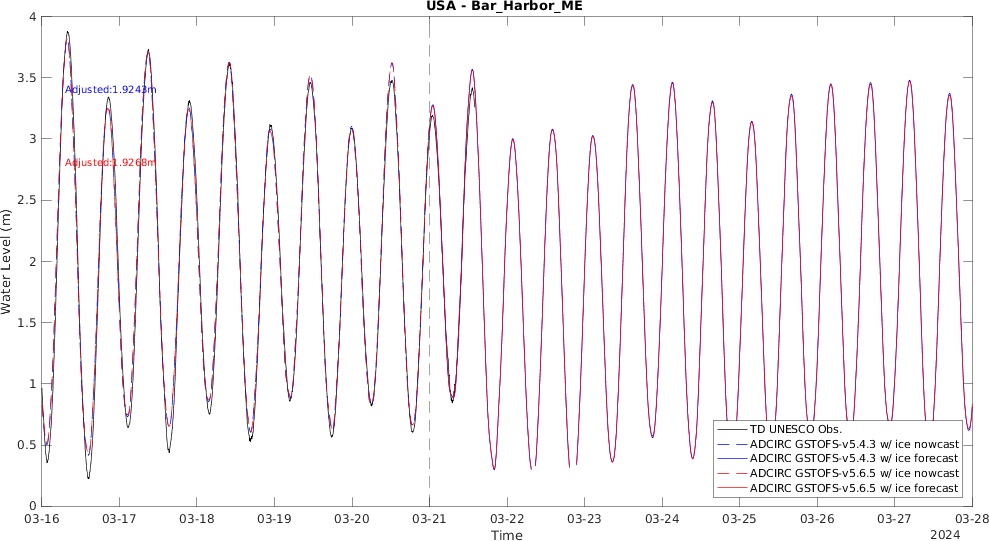 USA - Bar_Harbor_ME
4
3.5
3
2.5
2
1.5
1
0.5
0
Water Level (m)
Adjusted:1.9243m
Adjusted:1.9268m
TD UNESCO Obs.
ADCIRC GSTOFS-v5.4.3 w/ ice nowcast
ADCIRC GSTOFS-v5.4.3 w/ ice forecast
ADCIRC GSTOFS-v5.6.5 w/ ice nowcast
ADCIRC GSTOFS-v5.6.5 w/ ice forecast
03-16 03-17 03-18 03-19 03-20 03-21 03-22 03-23 03-24 03-25 03-26 03-27 03-28
Time
2024